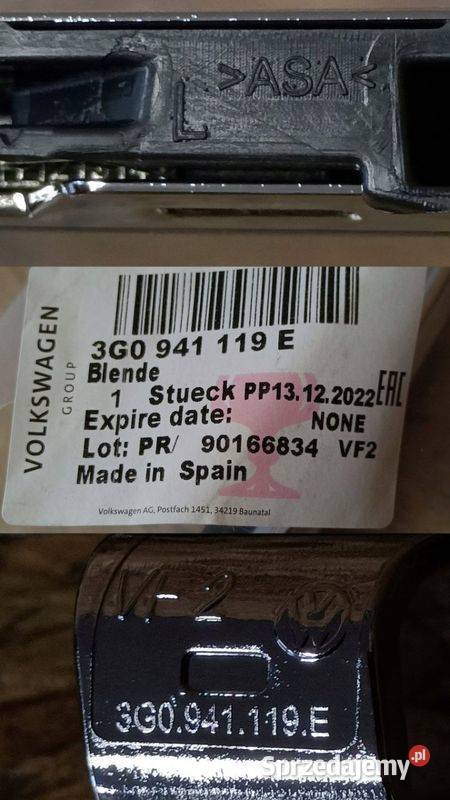 >ASA<
L
VOLKSWAGEN
GROUP
3G0 941 119 E
Blende
1 Stueck PP13.12.2022 EAC
Expire date: NONE
Lot: PR/ 90166834 VF2
Made in Spain
Volkswagen AG, Postfach 1451, 34219 Baunatal
3G0.941.119.E
Sprzedajemy.pl